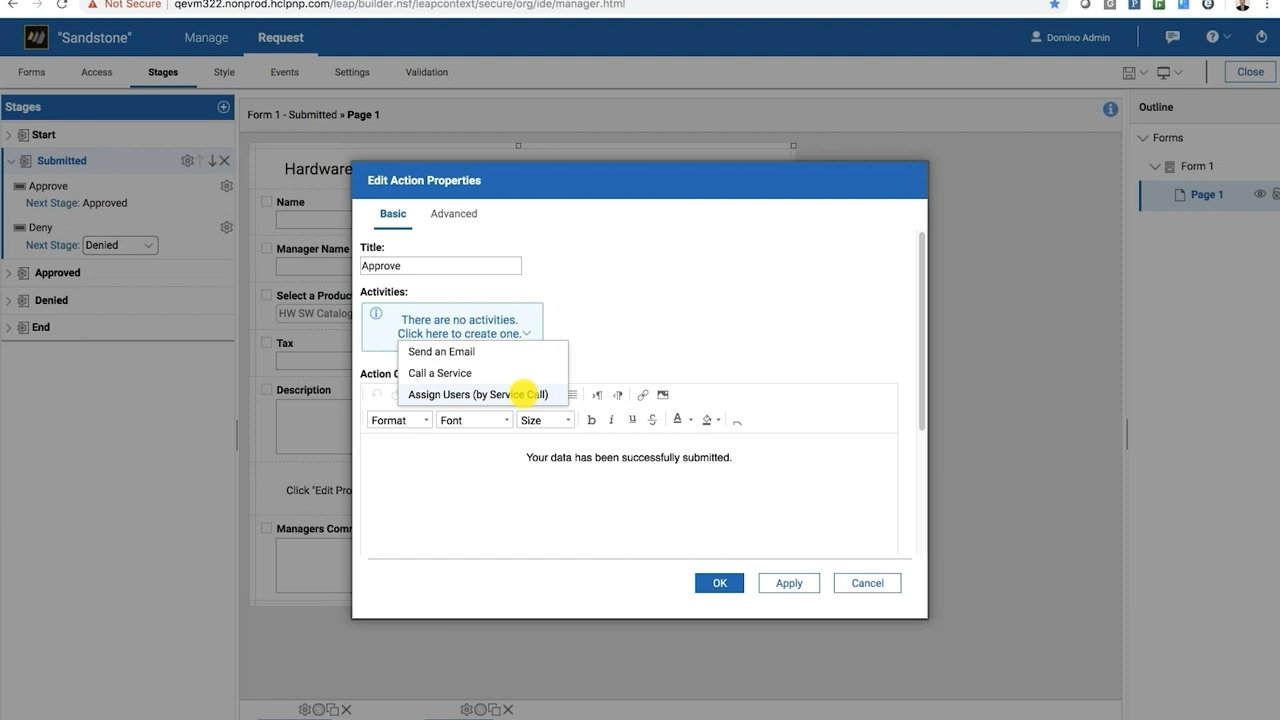 Not Secure
qevm322.nonprod.hclpnp.com/leap/builder.nsf/leapcontext/secure/org/ide/manager.html
"Sandstone"
Manage
Request
Domino Admin
Forms
Access
Stages
Style
Events
Settings
Validation
Close
Stages
Start
Submitted
Approve
Next Stage: Approved
Deny
Next Stage: Denied
Approved
Denied
End
Form 1 - Submitted » Page 1
Hardware
Name
Manager Name
Select a Produc
HW SW Catalog
Tax
Description
Click "Edit Pro
Managers Comm
Edit Action Properties
Basic
Advanced
Title:
Approve
Activities:
There are no activities.
Click here to create one.
Send an Email
Call a Service
Assign Users (by Service Call)
Action C
Format
Font
Size
b i u S A
Your data has been successfully submitted.
OK
Apply
Cancel
Outline
Forms
Form 1
Page 1